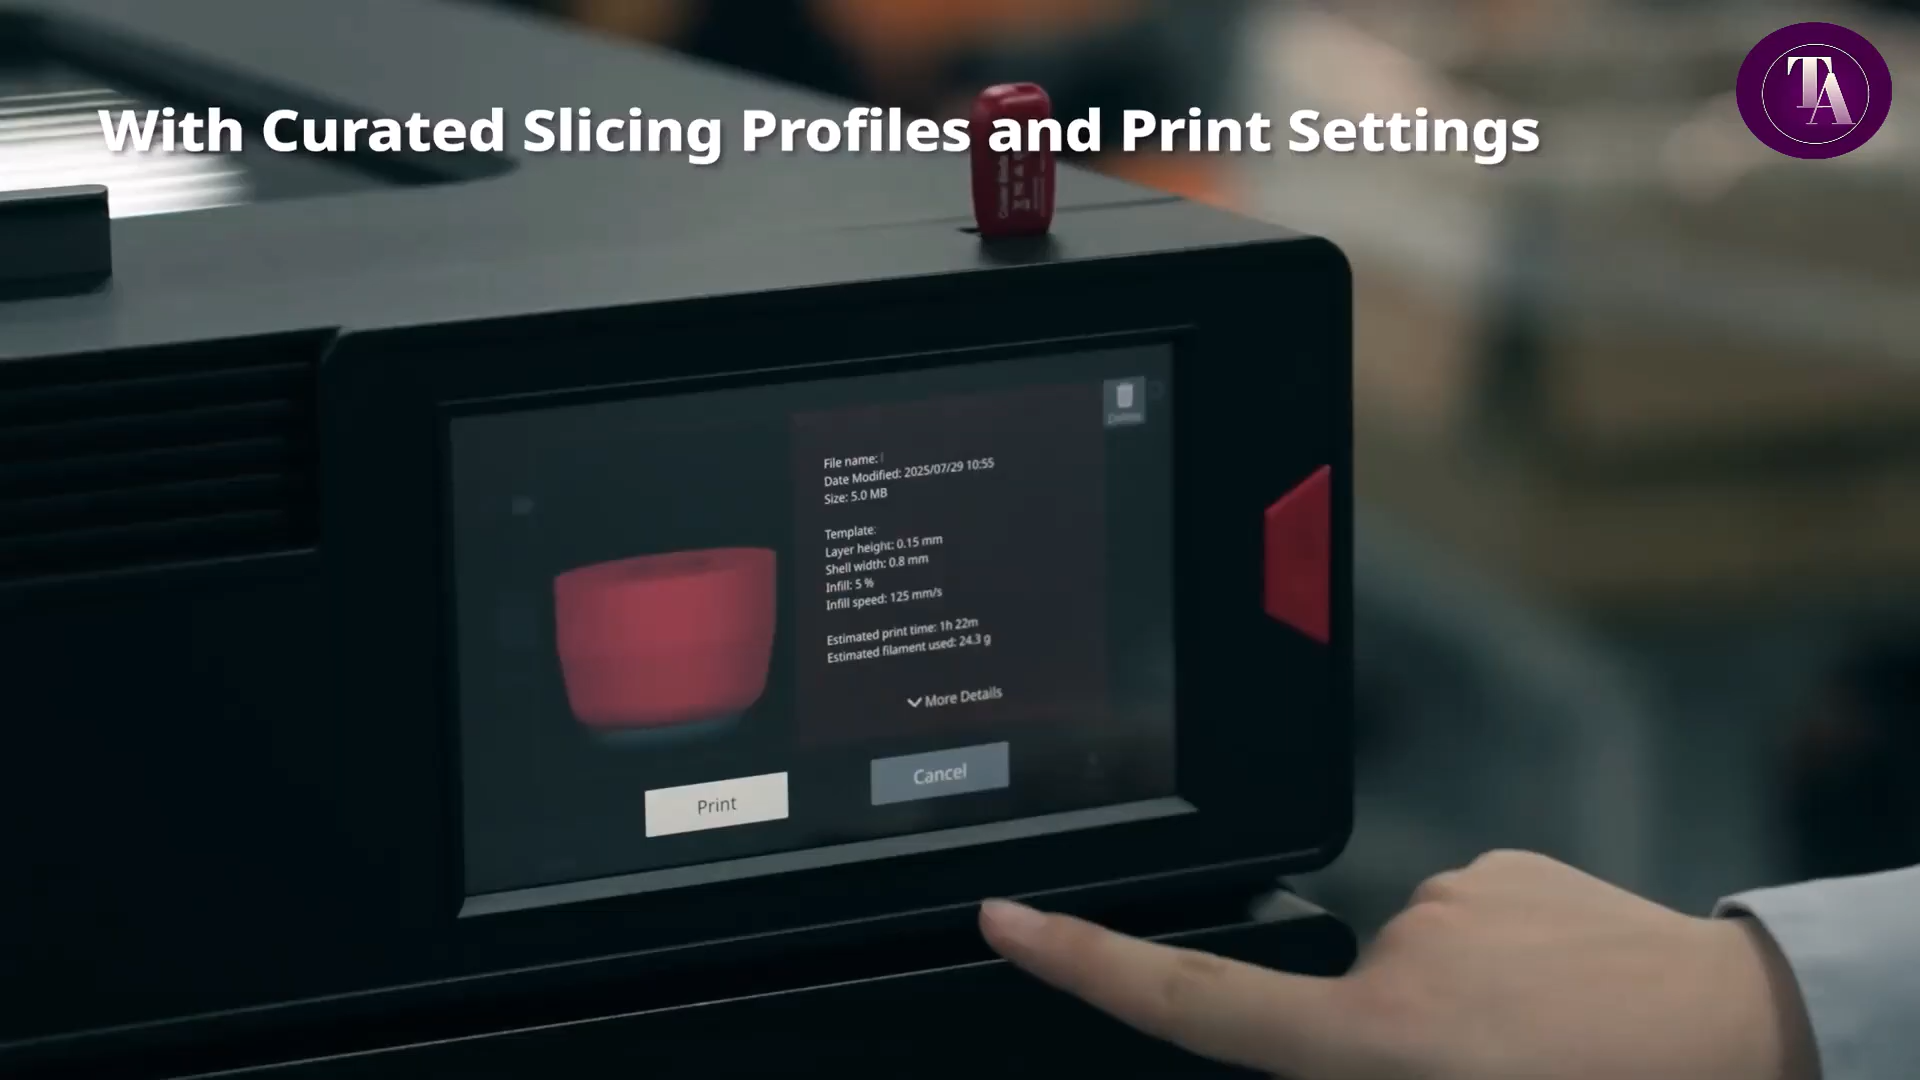 With Curated Slicing Profiles and Print Settings
TA
File name:
Date Modified: 2025/07/29 10:55
Size: 5.0 MB
Template:
Layer height: 0.15 mm
Shell width: 0.8 mm
Infill: 5 %
Infill speed: 125 mm/s
Estimated print time: 1h 22m
Estimated filament used: 24.3 g
More Details
Print
Cancel